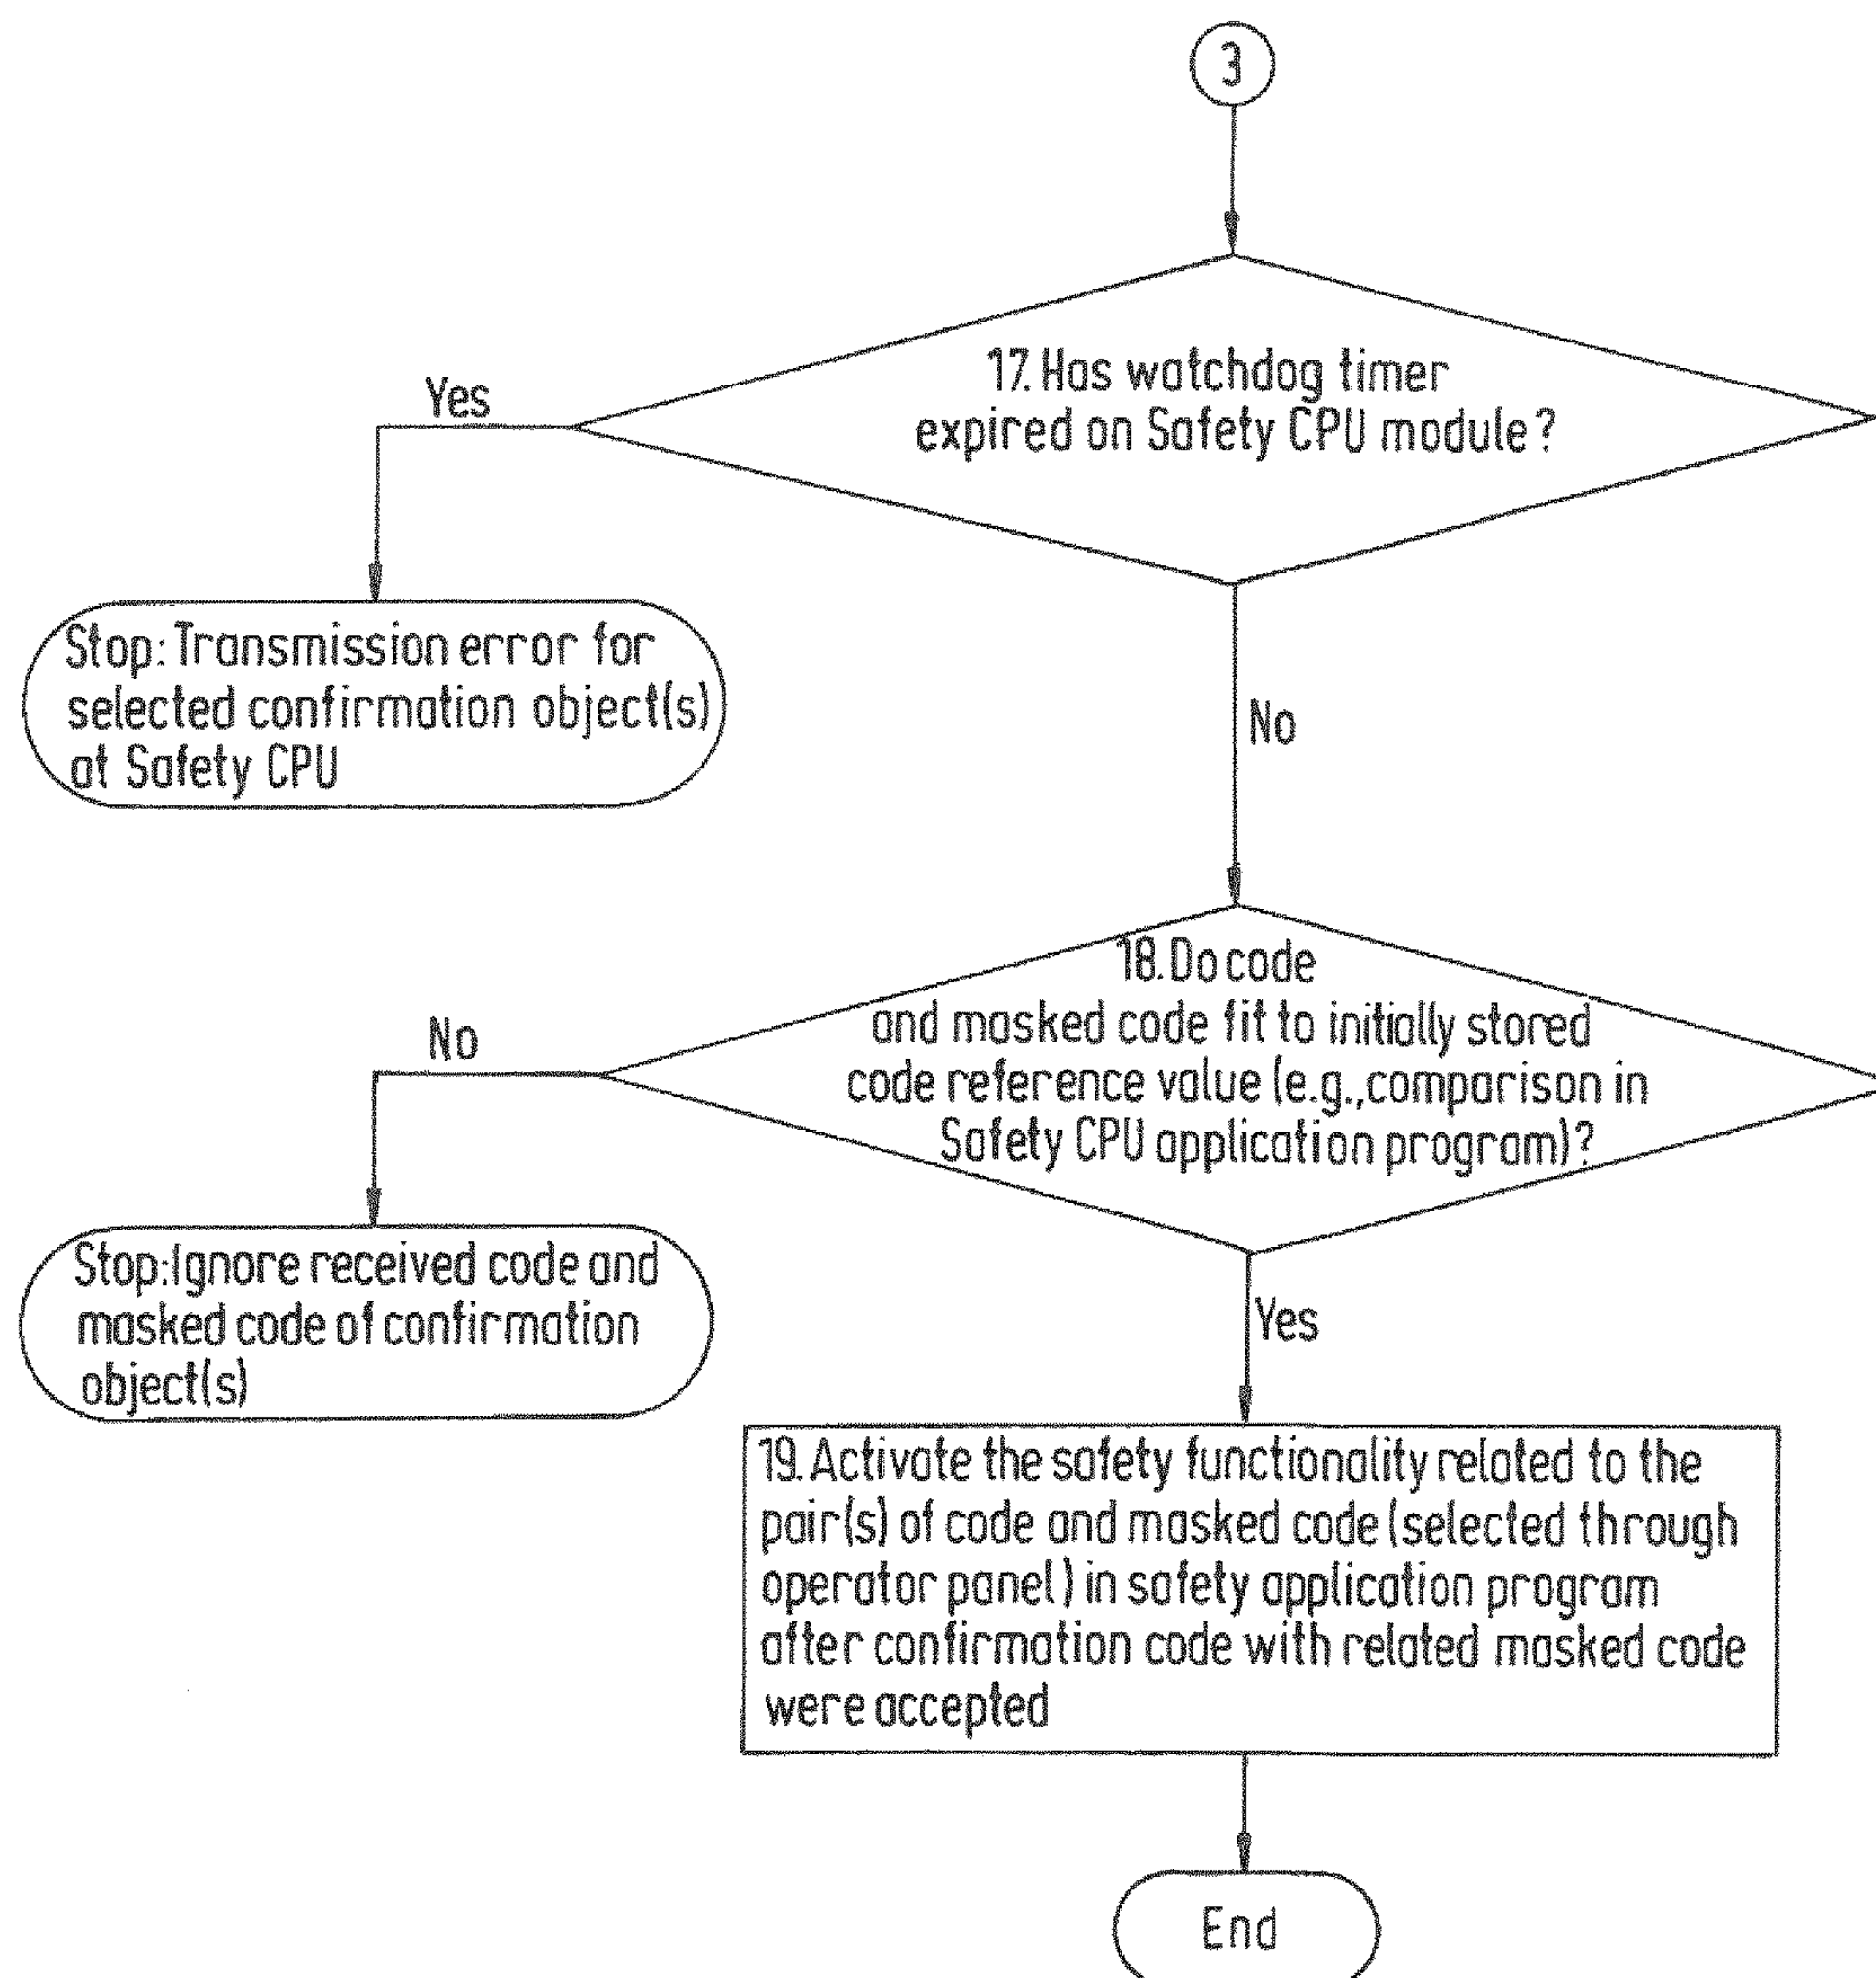 3
17. Has watchdog timer
expired on Safety CPU module?
Yes
Stop: Transmission error for
selected confirmation object(s)
at Safety CPU
No
18. Do code
and masked code fit to initially stored
code reference value (e.g., comparison in
Safety CPU application program)?
No
Stop: Ignore received code and
masked code of confirmation
object(s)
Yes
19. Activate the safety functionality related to the
pair(s) of code and masked code (selected through
operator panel) in safety application program
after confirmation code with related masked code
were accepted
End